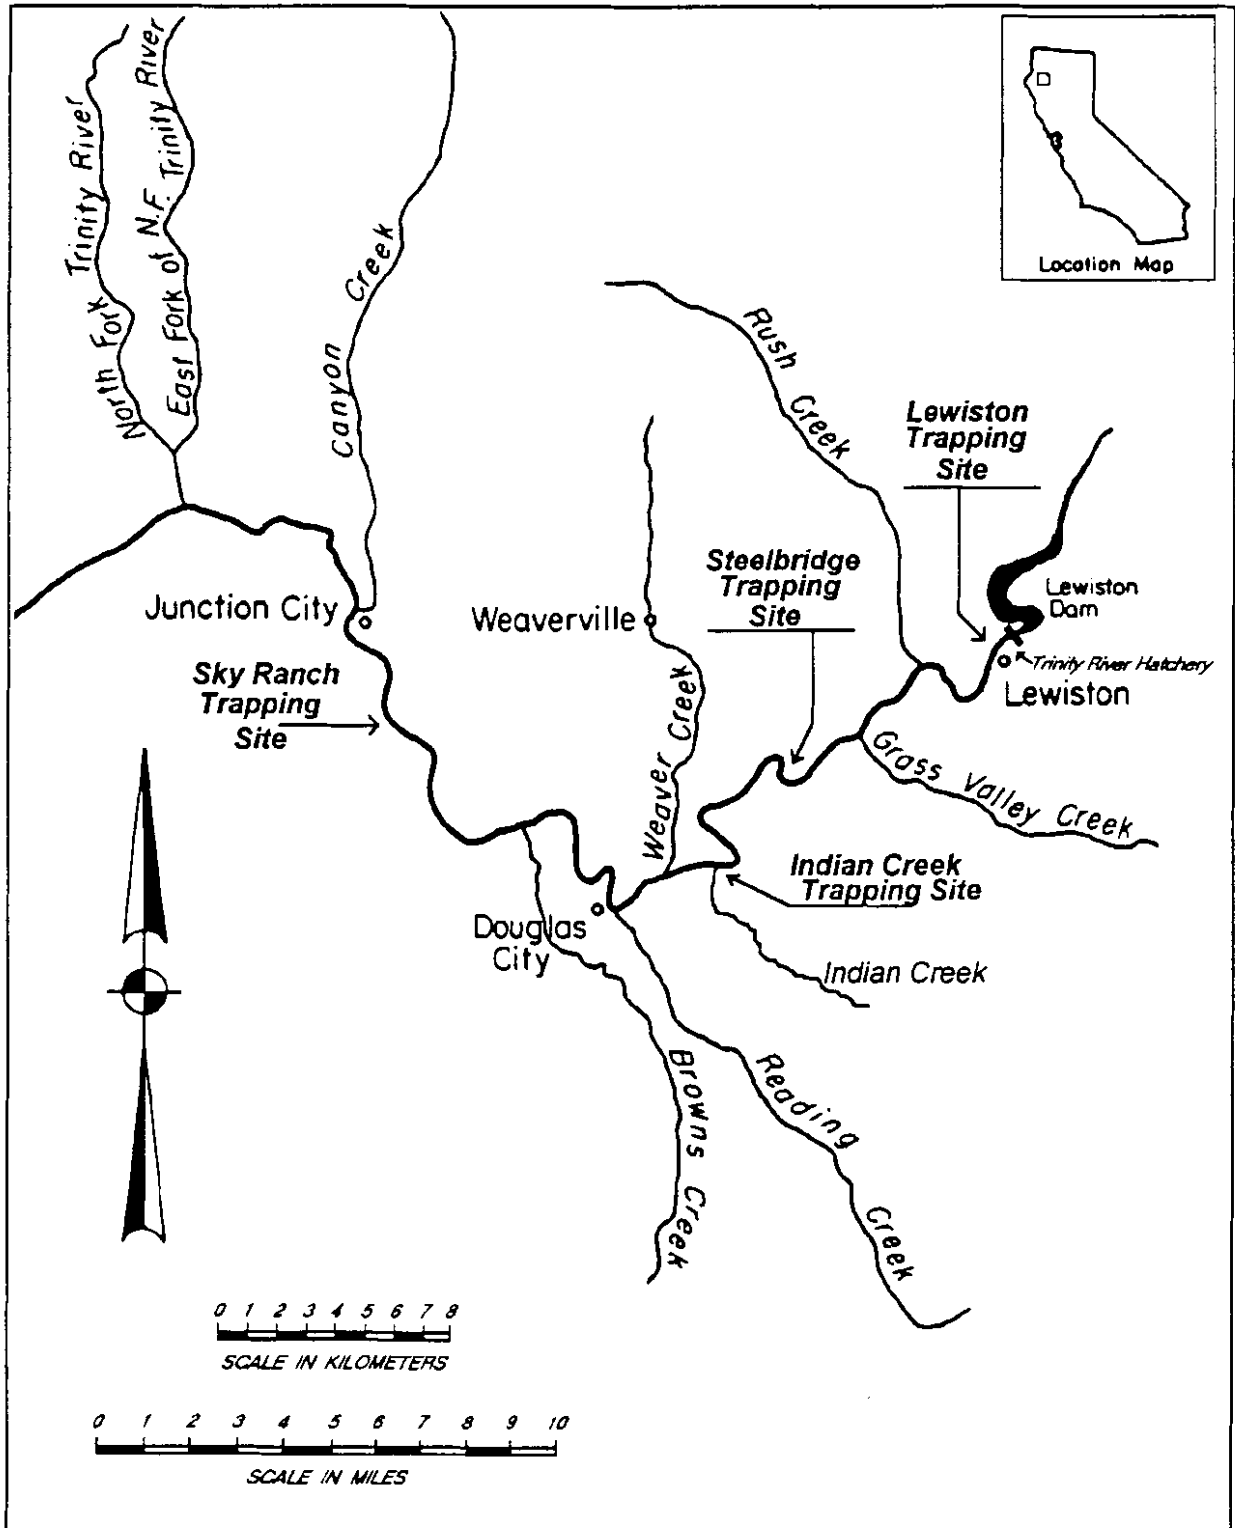 North Fork Trinity River
East Fork of N.F. Trinity River
Canyon Creek
Location Map
Rush Creek
Lewiston
Trapping
Site
Steelbridge
Trapping
Site
Lewiston
Dam
Junction City
Weaverville
Trinity River Hatchery
Lewiston
Sky Ranch
Trapping
Site
Weaver Creek
Grass Valley Creek
Indian Creek
Trapping Site
Douglas
City
Indian Creek
Browns Creek
Reading Creek
0 1 2 3 4 5 6 7 8
SCALE IN KILOMETERS
0 1 2 3 4 5 6 7 8 9 10
SCALE IN MILES